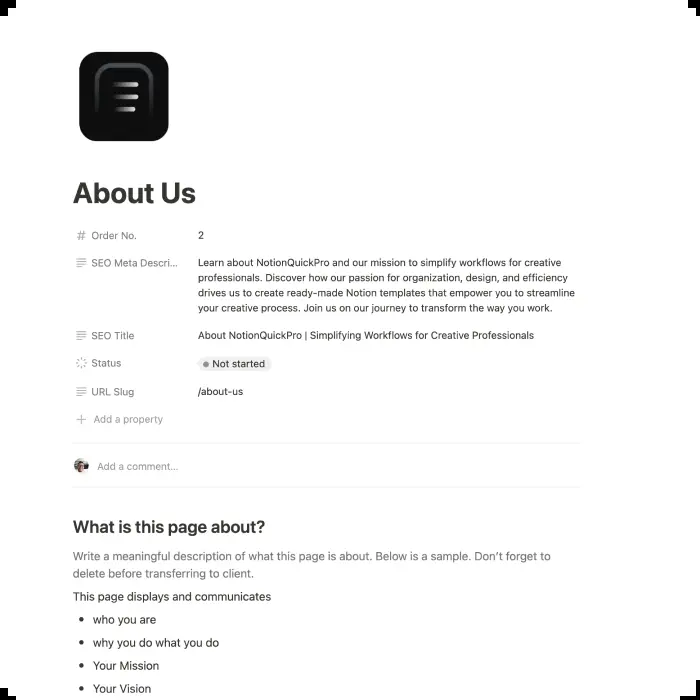 About Us
Order No. 2
SEO Meta Descri... Learn about NotionQuickPro and our mission to simplify workflows for creative
professionals. Discover how our passion for organization, design, and efficiency
drives us to create ready-made Notion templates that empower you to streamline
your creative process. Join us on our journey to transform the way you work.
SEO Title About NotionQuickPro | Simplifying Workflows for Creative Professionals
Status Not started
URL Slug /about-us
Add a property
Add a comment...
What is this page about?
Write a meaningful description of what this page is about. Below is a sample. Don’t forget to
delete before transferring to client.
This page displays and communicates
• who you are
• why you do what you do
• Your Mission
• Your Vision